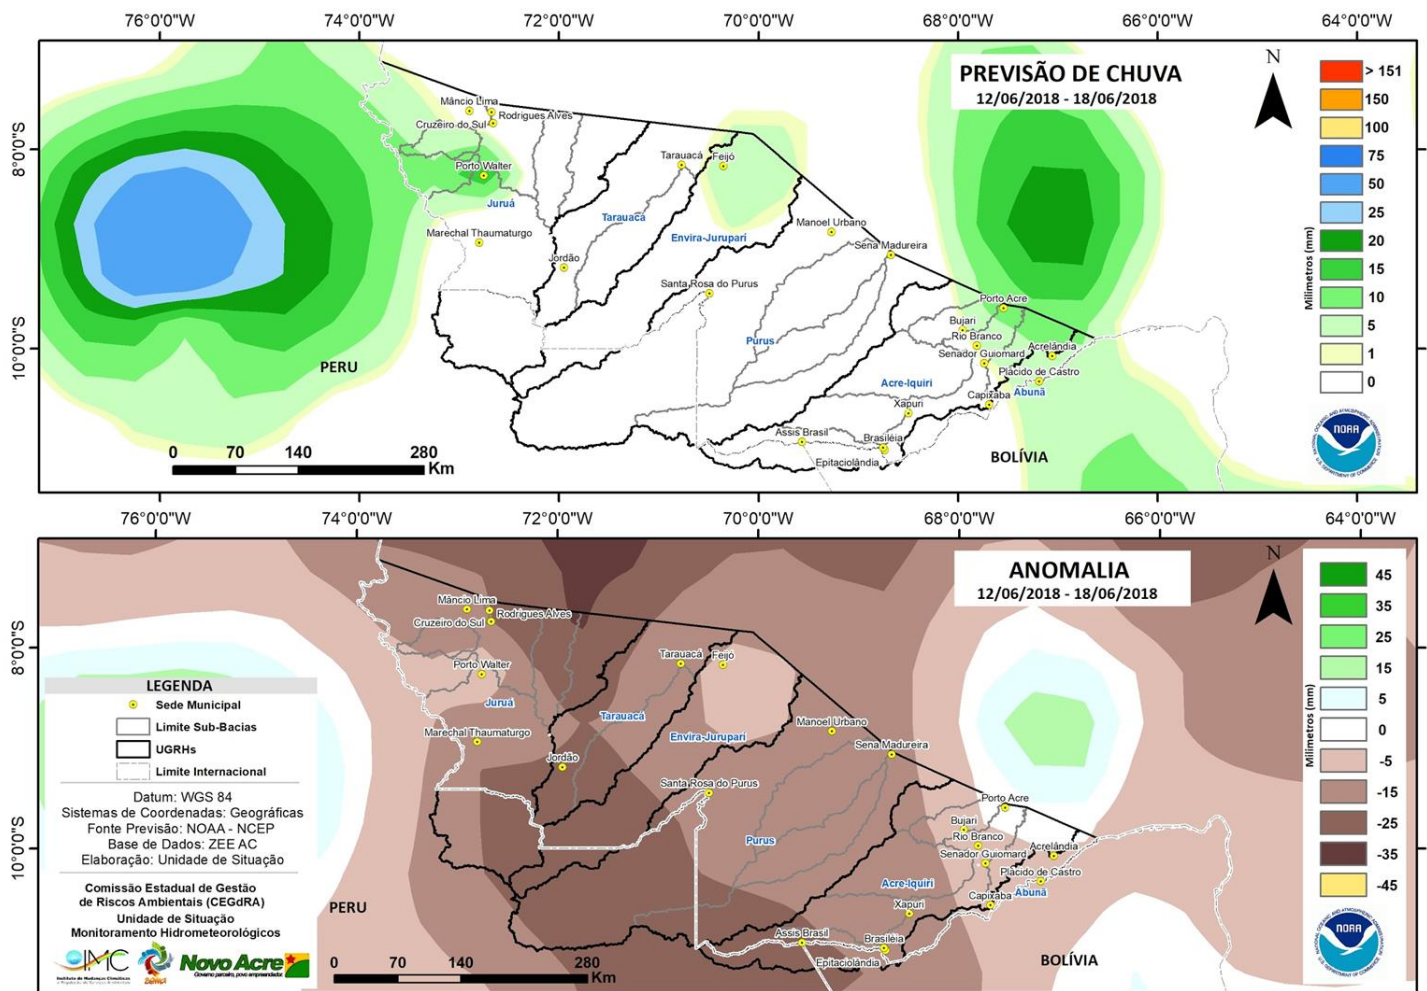 76°0'0"W 74°0'0"W 72°0'0"W 70°0'0"W 68°0'0"W 66°0'0"W 64°0'0"W
PREVISÃO DE CHUVA
12/06/2018 - 18/06/2018
N
> 151
150
100
75
50
25
20
15
10
5
1
0
Milímetros (mm)
8°0'0"S
10°0'0"S
Mâncio Lima
Rodrigues Alves
Cruzeiro do Sul
Porto Walter
Tarauacá
Feijó
Juruá
Tarauacá
Marechal Thaumaturgo
Envira-Jurupari
Manoel Urbano
Jordão
Sena Madureira
Santa Rosa do Purus
Porto Acre
Bujari
Rio Branco
Purus
Senador Guiomard
Acrelândia
PERU
Plácido de Castro
Acre-Iquiri
Abunã
Capixaba
Xapuri
Assis Brasil
Brasiléia
Epitaciolândia
BOLÍVIA
0 70 140 280
Km
NOAA
76°0'0"W 74°0'0"W 72°0'0"W 70°0'0"W 68°0'0"W 66°0'0"W 64°0'0"W
ANOMALIA
12/06/2018 - 18/06/2018
N
45
35
25
15
5
0
-5
-15
-25
-35
-45
Milímetros (mm)
8°0'0"S
10°0'0"S
Mâncio Lima
Rodrigues Alves
Cruzeiro do Sul
Porto Walter
Tarauacá
Feijó
Juruá
Tarauacá
Marechal Thaumaturgo
Envira-Jurupari
Manoel Urbano
Jordão
Sena Madureira
Santa Rosa do Purus
Porto Acre
Bujari
Rio Branco
Purus
Senador Guiomard
Acrelândia
Plácido de Castro
Acre-Iquiri
Abunã
Capixaba
PERU
Xapuri
Assis Brasil
Brasiléia
Epitaciolândia
BOLÍVIA
0 70 140 280
Km
NOAA
LEGENDA
Sede Municipal
Limite Sub-Bacias
UGRHs
Limite Internacional
Datum: WGS 84
Sistemas de Coordenadas: Geográficas
Fonte Previsão: NOAA - NCEP
Base de Dados: ZEE AC
Elaboração: Unidade de Situação
Comissão Estadual de Gestão
de Riscos Ambientais (CEGdRA)
Unidade de Situação
Monitoramento Hidrometeorológicos
IMC
Novo Acre